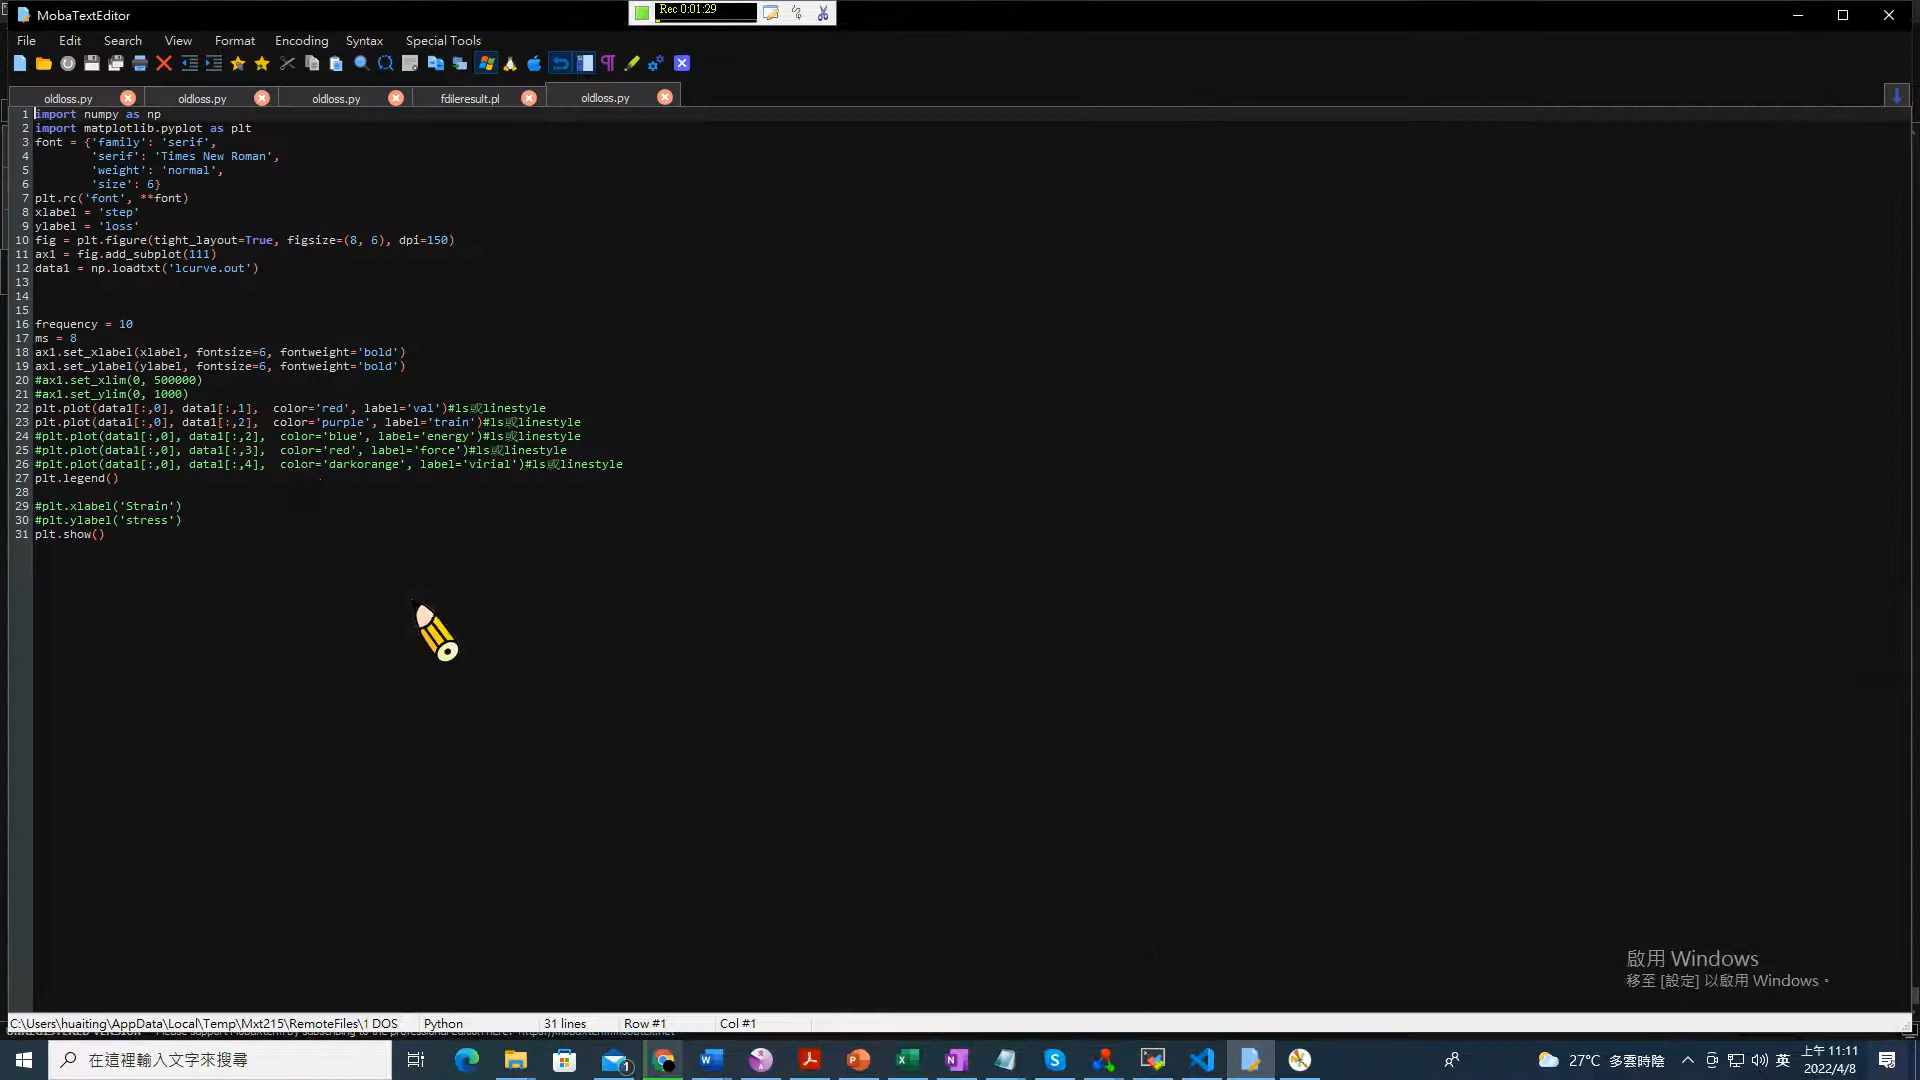 MobaTextEditor
Rec 0:01:29
File Edit Search View Format Encoding Syntax Special Tools
oldloss.py oldloss.py oldloss.py fdileresult.pl oldloss.py
1 import numpy as np
2 import matplotlib.pyplot as plt
3 font = {'family': 'serif',
4 'serif': 'Times New Roman',
5 'weight': 'normal',
6 'size': 6}
7 plt.rc('font', **font)
8 xlabel = 'step'
9 ylabel = 'loss'
10 fig = plt.figure(tight_layout=True, figsize=(8, 6), dpi=150)
11 ax1 = fig.add_subplot(111)
12 data1 = np.loadtxt('lcurve.out')
13
14
15
16 frequency = 10
17 ms = 8
18 ax1.set_xlabel(xlabel, fontsize=6, fontweight='bold')
19 ax1.set_ylabel(ylabel, fontsize=6, fontweight='bold')
20 #ax1.set_xlim(0, 500000)
21 #ax1.set_ylim(0, 1000)
22 plt.plot(data1[:,0], data1[:,1], color='red', label='val')#ls或linestyle
23 plt.plot(data1[:,0], data1[:,2], color='purple', label='train')#ls或linestyle
24 #plt.plot(data1[:,0], data1[:,2], color='blue', label='energy')#ls或linestyle
25 #plt.plot(data1[:,0], data1[:,3], color='red', label='force')#ls或linestyle
26 #plt.plot(data1[:,0], data1[:,4], color='darkorange', label='virial')#ls或linestyle
27 plt.legend()
28
29 #plt.xlabel('Strain')
30 #plt.ylabel('stress')
31 plt.show()
啟用 Windows
移至 [設定] 以啟用 Windows。
C:\Users\huaiting\AppData\Local\Temp\Mxt215\RemoteFiles\1 DOS Python 31 lines Row #1 Col #1
在這裡輸入文字來搜尋
1
27°C 多雲時陰
英
上午 11:11
2022/4/8